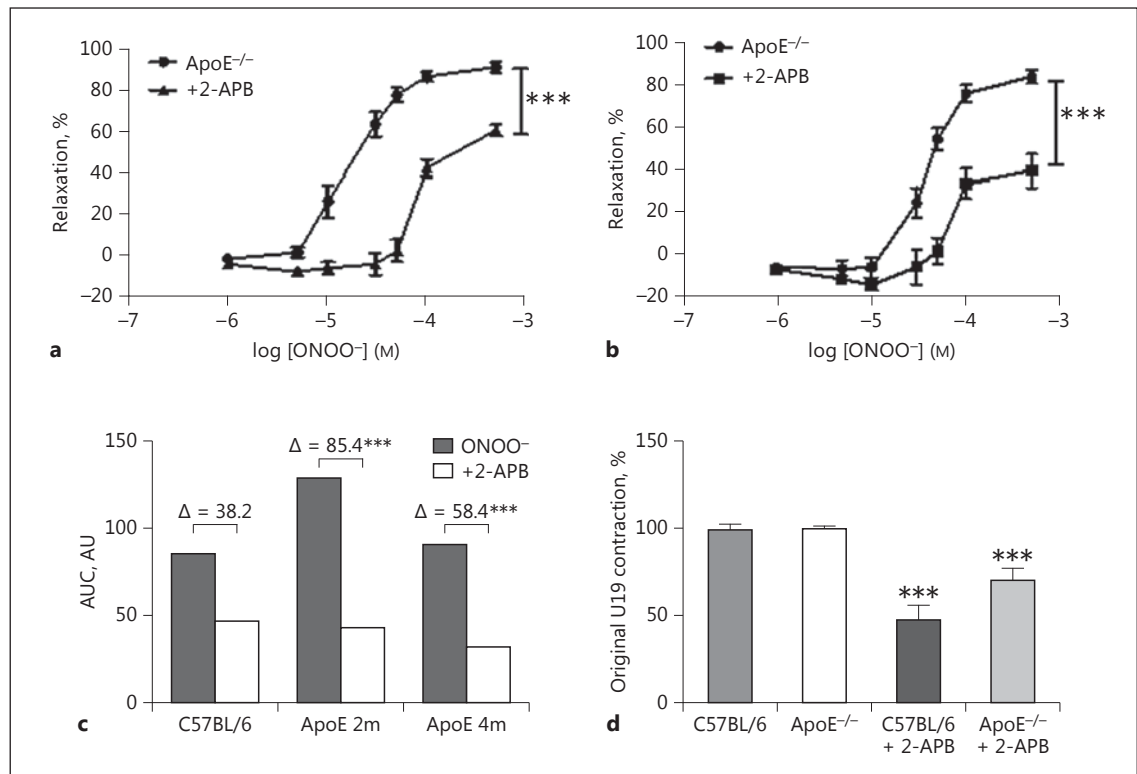 100
80
60
40
20
0
–20
Relaxation, %
ApoE⁻/⁻
+2-APB
***
–7
–6
–5
–4
–3
log [ONOO⁻] (M)
a
100
80
60
40
20
0
–20
Relaxation, %
ApoE⁻/⁻
+2-APB
***
–7
–6
–5
–4
–3
log [ONOO⁻] (M)
b
150
100
50
0
AUC, AU
ONOO⁻
+2-APB
Δ = 38.2
Δ = 85.4***
Δ = 58.4***
C57BL/6
ApoE 2m
ApoE 4m
c
150
100
50
0
Original U19 contraction, %
***
***
C57BL/6
ApoE⁻/⁻
C57BL/6
+ 2-APB
ApoE⁻/⁻
+ 2-APB
d